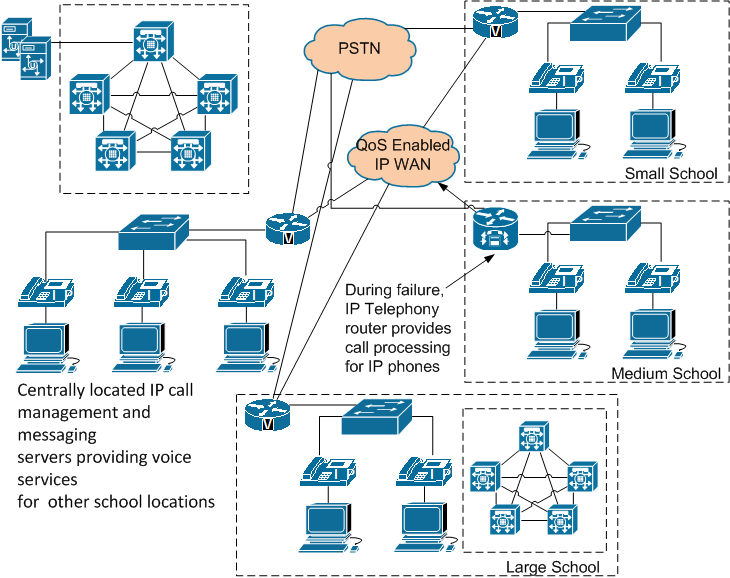 PSTN
QoS Enabled
IP WAN
Small School
V
V
During failure,
IP Telephony
router provides
call processing
for IP phones
Medium School
Centrally located IP call
management and
messaging
servers providing voice
services
for other school locations
V
Large School